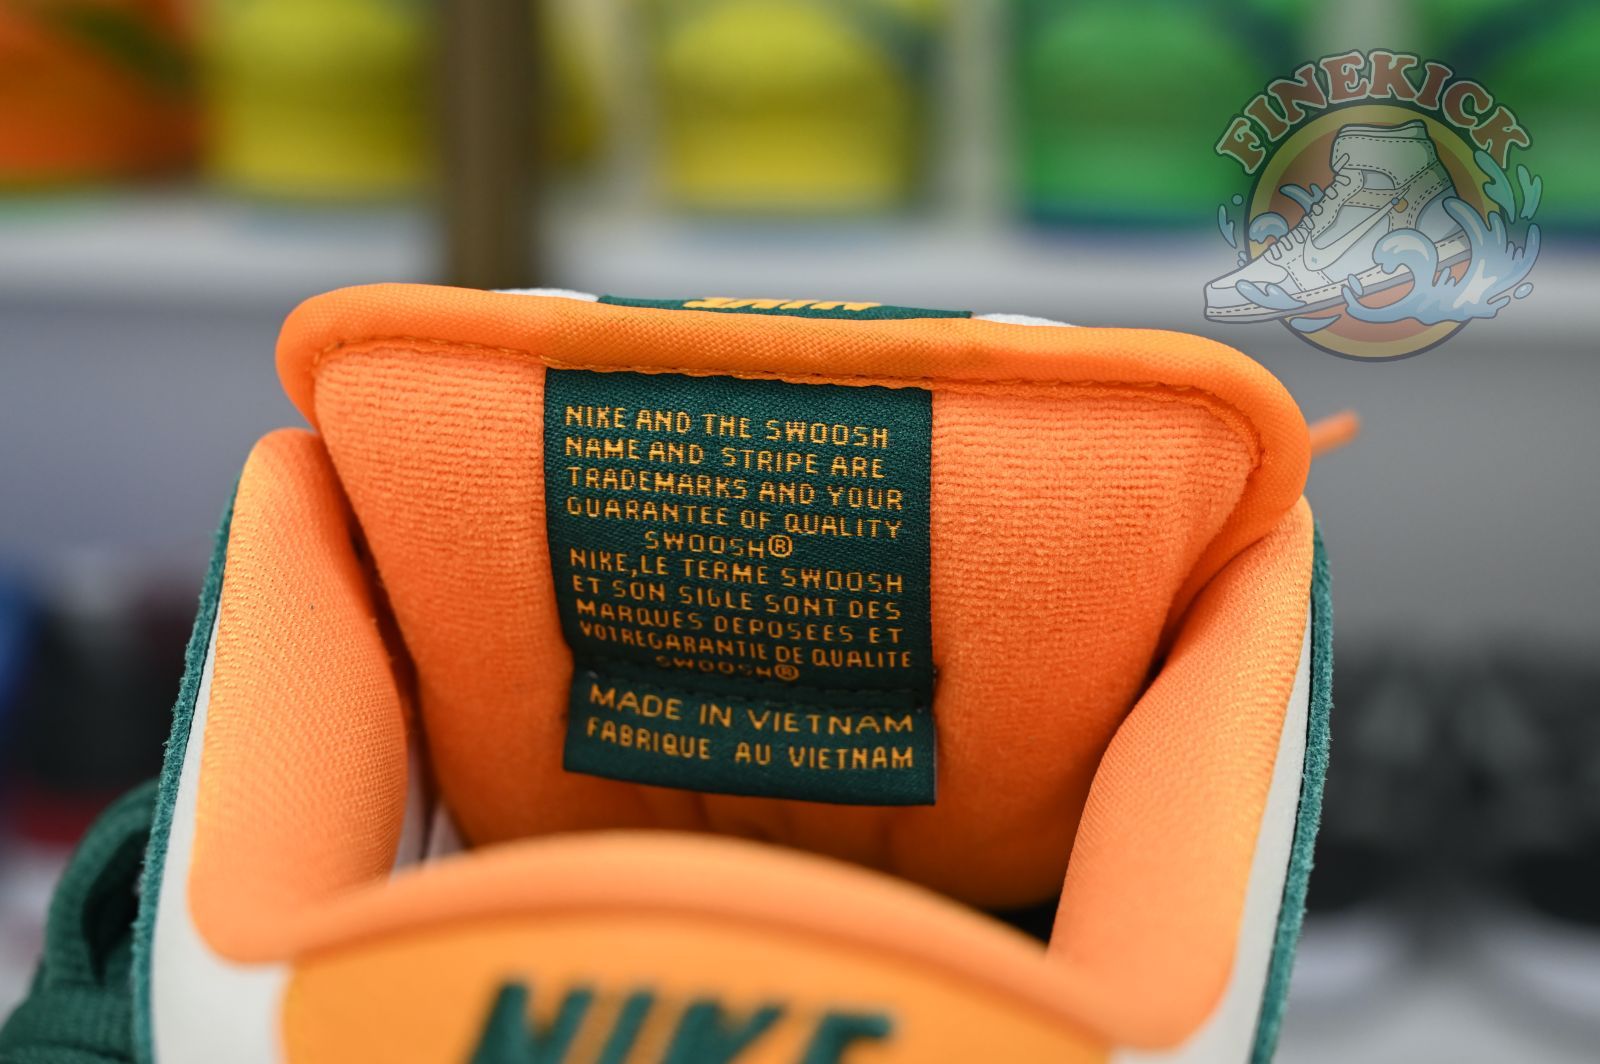 FINEKICK
NIKE
NIKE AND THE SWOOSH
NAME AND STRIPE ARE
TRADEMARKS AND YOUR
GUARANTEE OF QUALITY
SWOOSH®
NIKE,LE TERME SWOOSH
ET SON SIGLE SONT DES
MARQUES DEPOSEES ET
VOTREGARANTIE DE QUALITE
SWOOSH®
MADE IN VIETNAM
FABRIQUE AU VIETNAM
NIKE